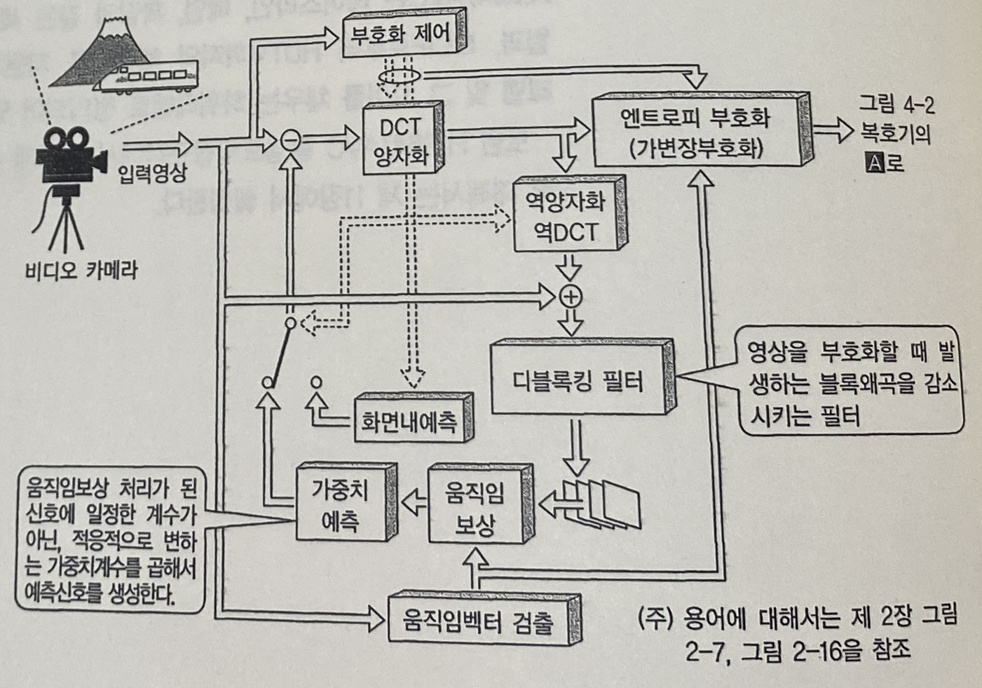 부호화 제어
DCT
양자화
엔트로피 부호화
(가변장부호화)
그림 4-2
복호기의
A로
입력영상
비디오 카메라
역양자화
역DCT
디블록킹 필터
영상을 부호화할 때 발
생하는 블록왜곡을 감소
시키는 필터
화면내예측
움직임보상 처리가 된
신호에 일정한 계수가
아닌, 적응적으로 변하
는 가중치계수를 곱해서
예측신호를 생성한다.
가중치
예측
움직임
보상
움직임벡터 검출
(주) 용어에 대해서는 제 2장 그림
2-7, 그림 2-16을 참조